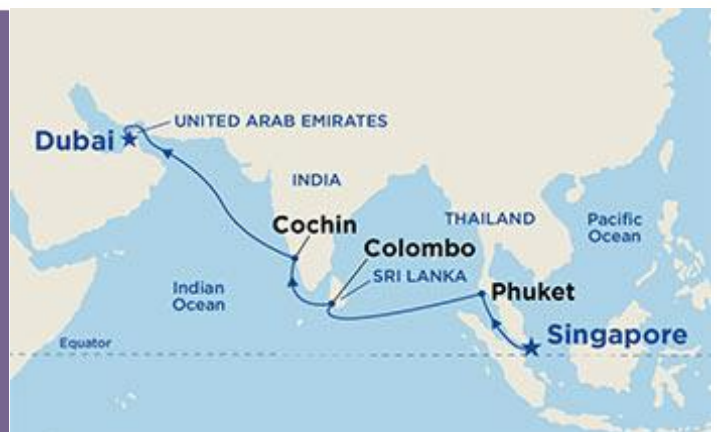 UNITED ARAB EMIRATES
Dubai
INDIA
Cochin
THAILAND
Pacific
Ocean
Colombo
SRI LANKA
Indian
Ocean
Phuket
Singapore
Equator